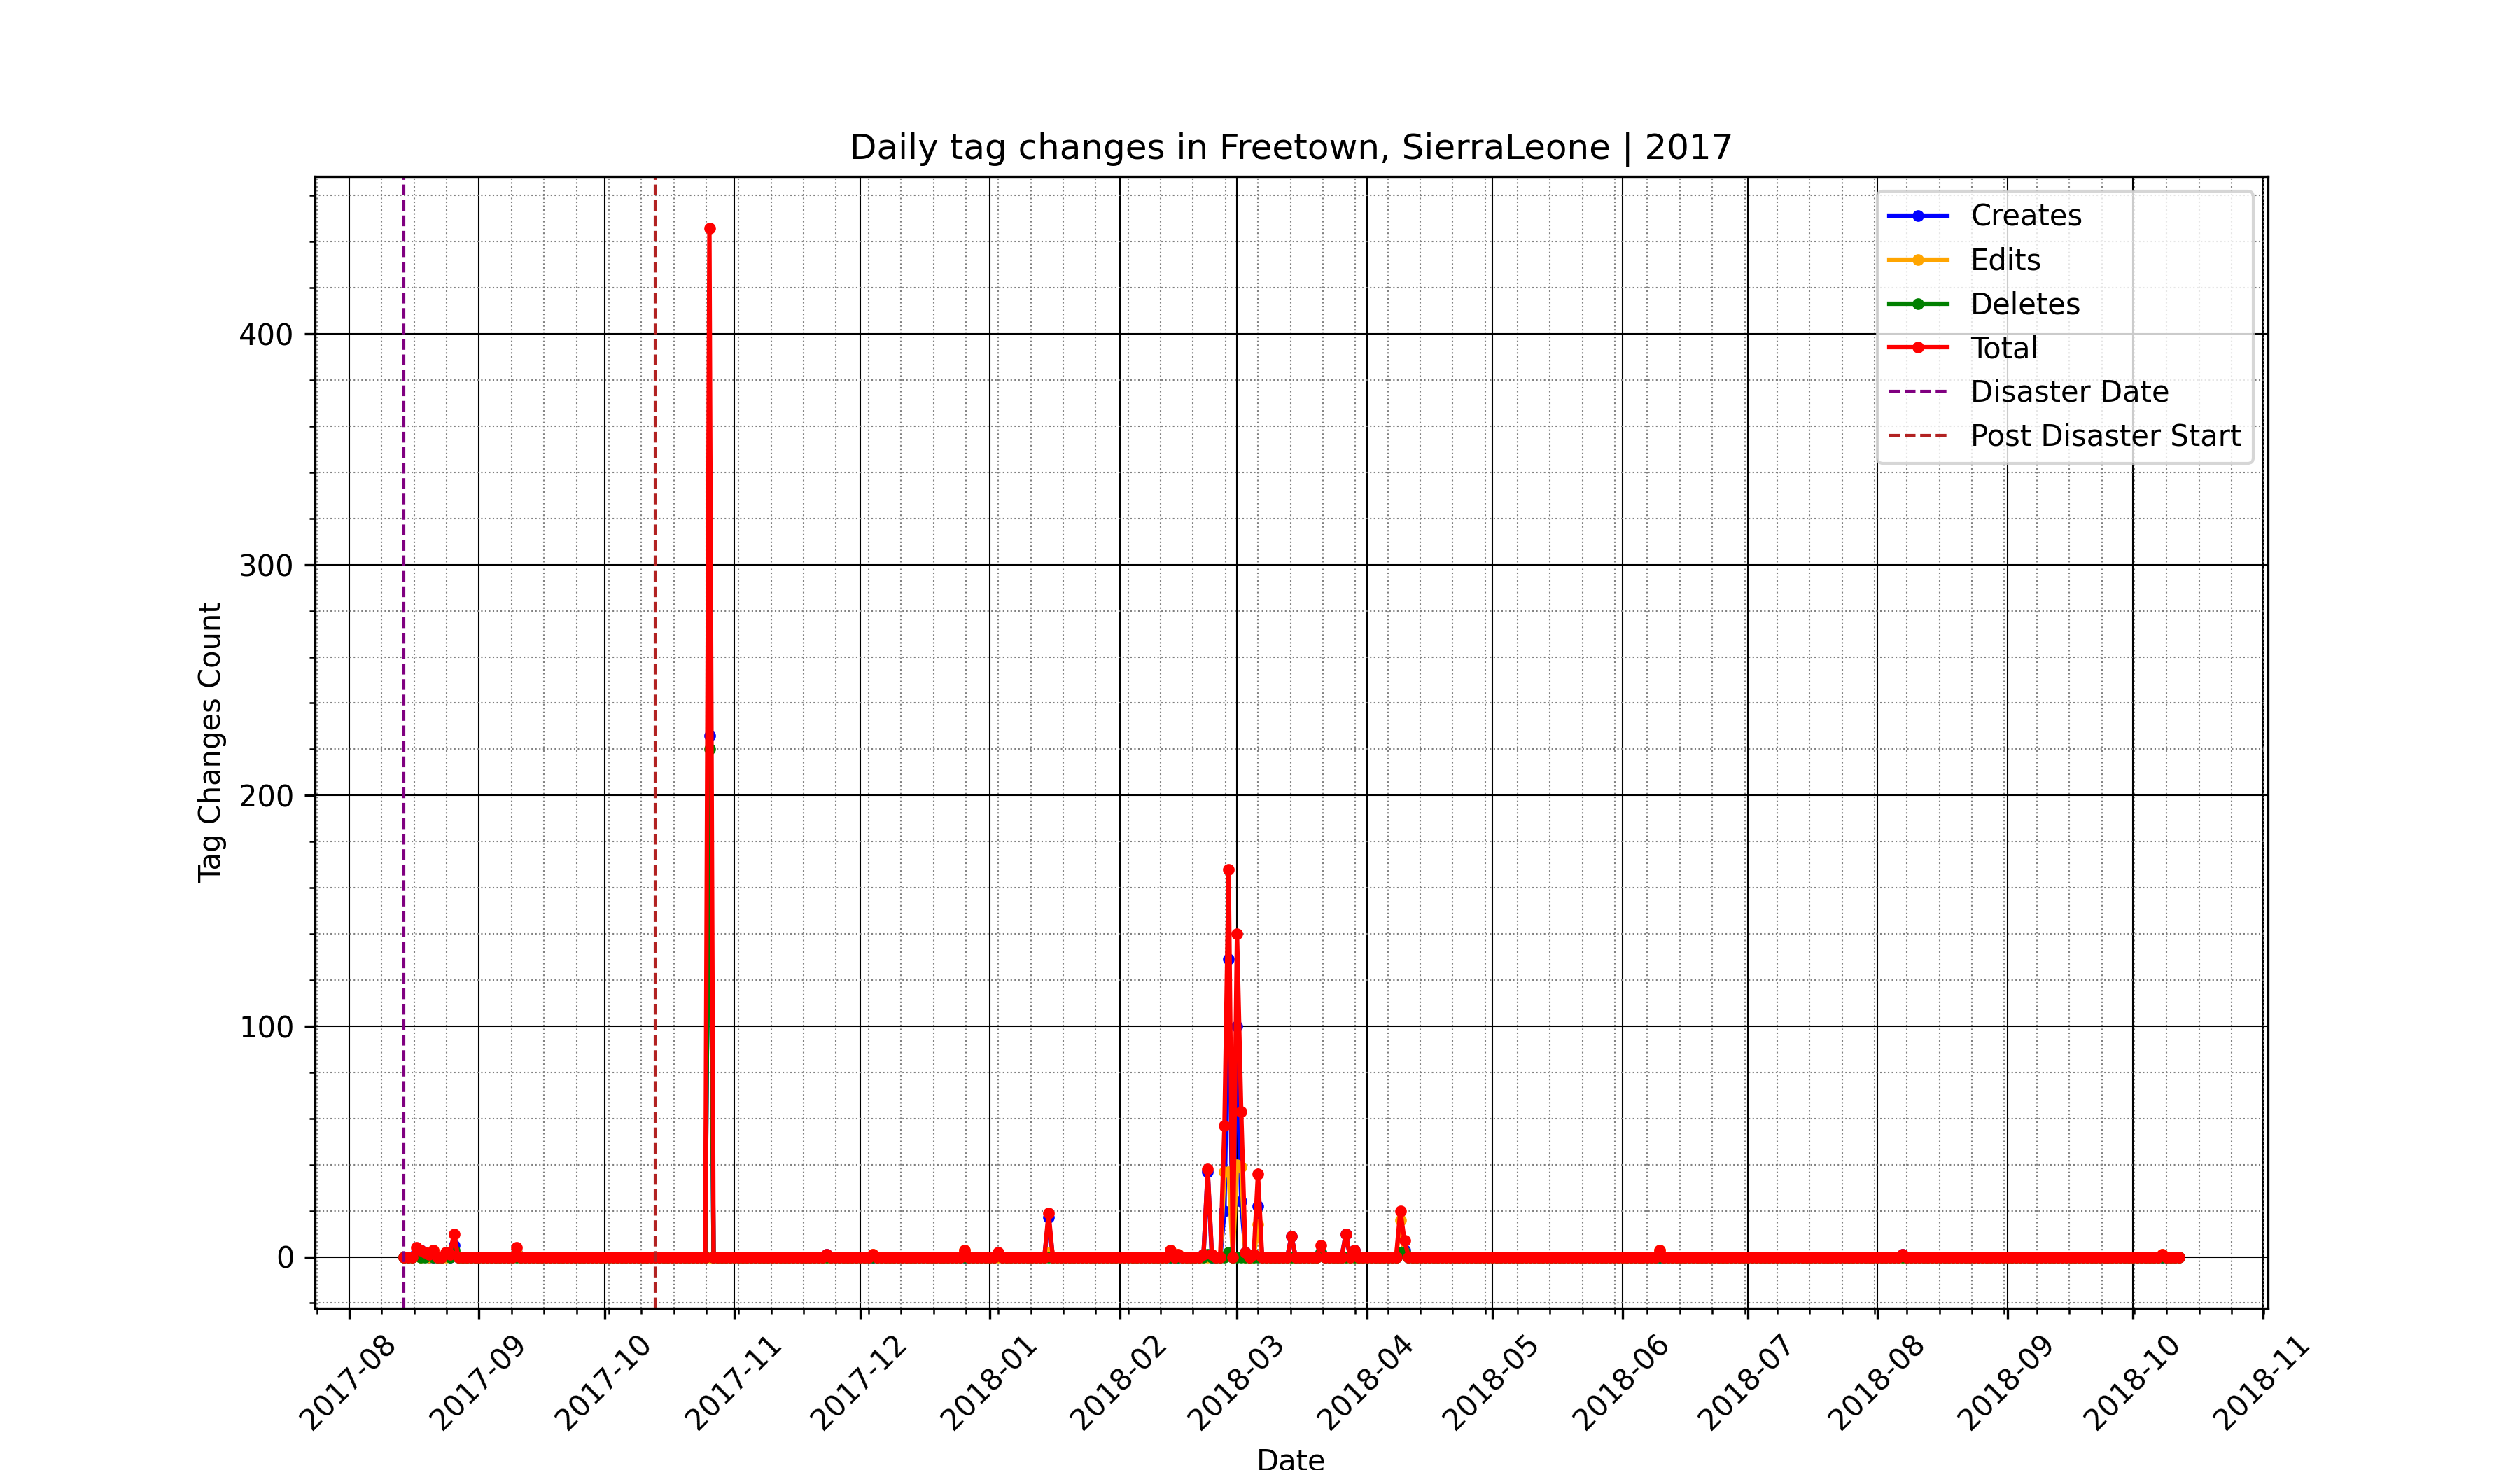 Daily tag changes in Freetown, SierraLeone | 2017
Creates
Edits
Deletes
Total
Disaster Date
Post Disaster Start
Tag Changes Count
400
300
200
100
0
2017-08
2017-09
2017-10
2017-11
2017-12
2018-01
2018-02
2018-03
2018-04
2018-05
2018-06
2018-07
2018-08
2018-09
2018-10
2018-11
Date